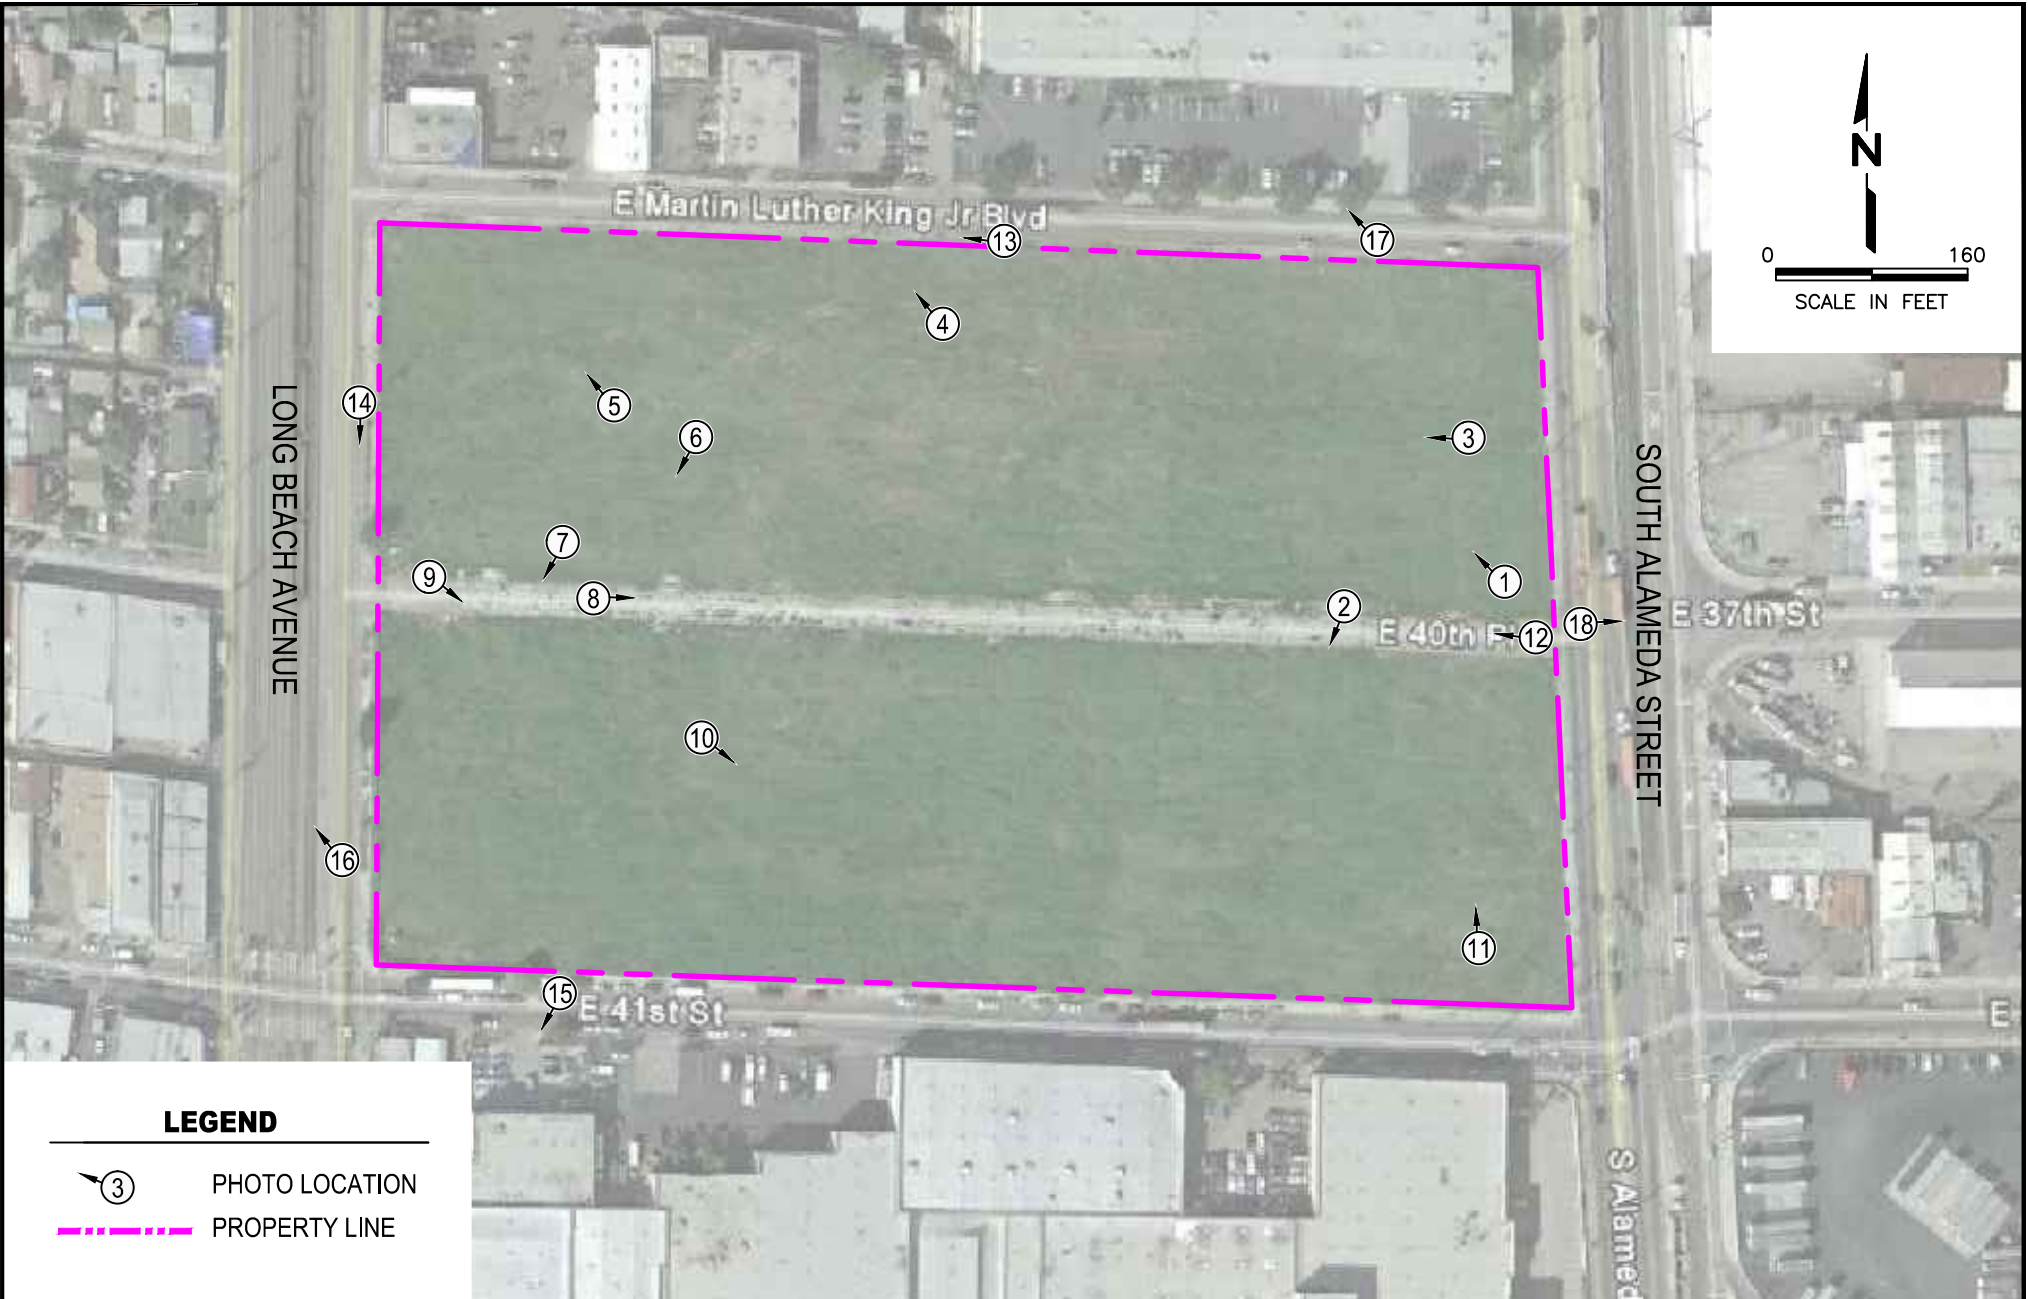 N
0 160
SCALE IN FEET
E Martin Luther King Jr Blvd
13
17
4
14
5
6
3
LONG BEACH AVENUE
SOUTH ALAMEDA STREET
7
9
8
1
2
E 40th Pl
12
18
E 37th St
10
16
11
15
E 41st St
E
S Alamed
LEGEND
3 PHOTO LOCATION
PROPERTY LINE